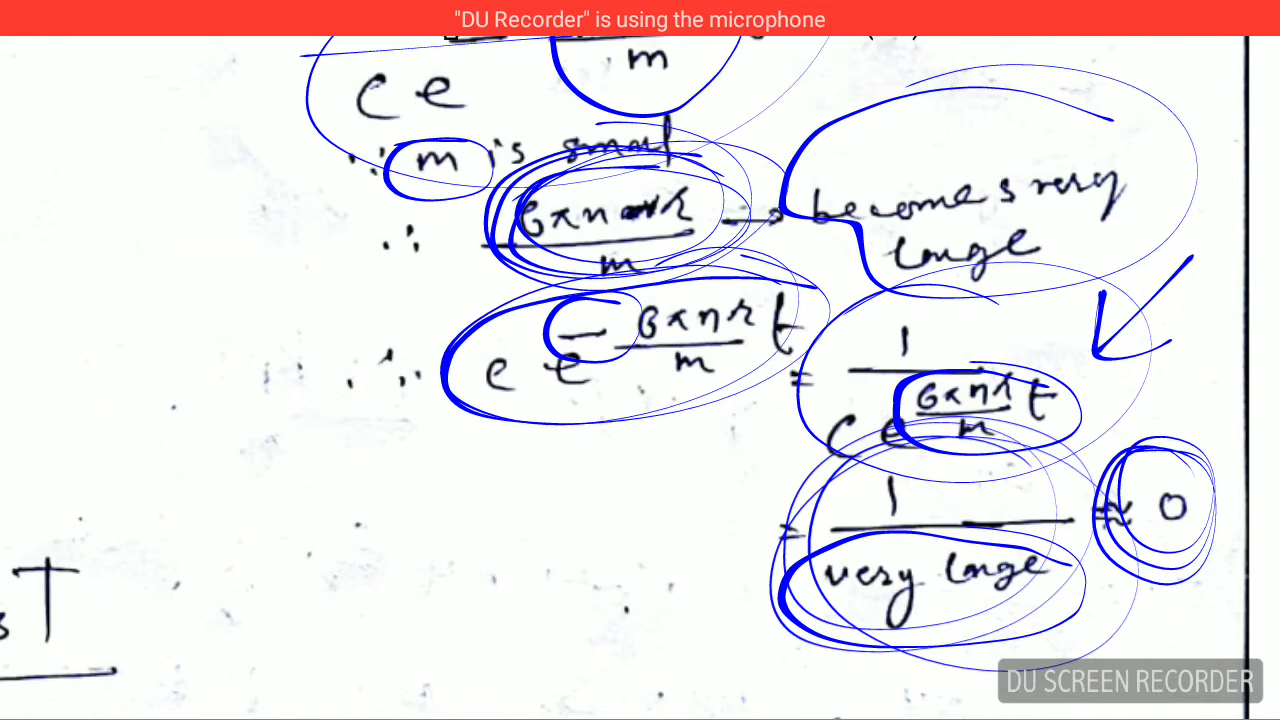 "DU Recorder" is using the microphone
m
C e
∵ m is small
∴ 6πηr/m → becomes very
large
∴ C e^(− 6πηr/m t) = 1/(C e^(6πηr/m t))
= 1/very large ≈ 0
s T
DU SCREEN RECORDER